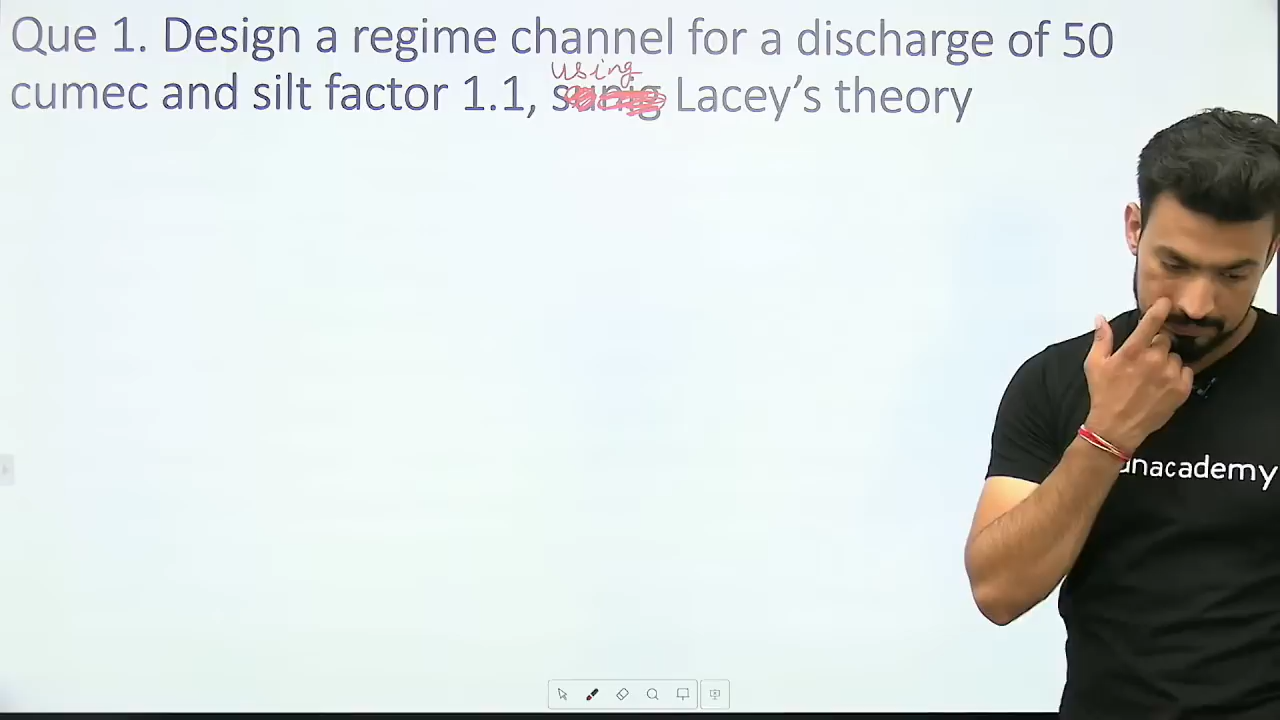 Que 1. Design a regime channel for a discharge of 50
using
cumec and silt factor 1.1, sunig Lacey's theory
unacademy